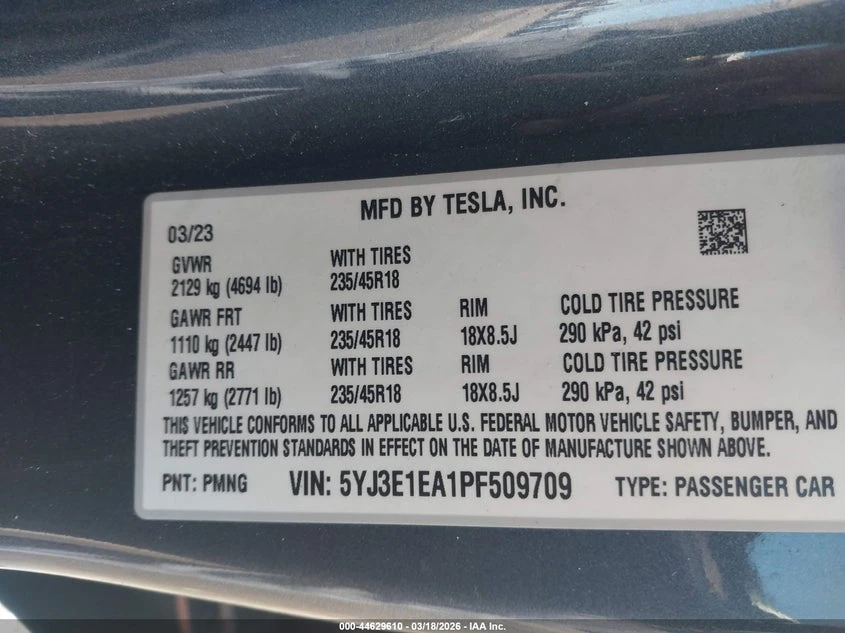 MFD BY TESLA, INC.
03/23
GVWR WITH TIRES
2129 kg (4694 lb) 235/45R18
GAWR FRT WITH TIRES RIM COLD TIRE PRESSURE
1110 kg (2447 lb) 235/45R18 18X8.5J 290 kPa, 42 psi
GAWR RR WITH TIRES RIM COLD TIRE PRESSURE
1257 kg (2771 lb) 235/45R18 18X8.5J 290 kPa, 42 psi
THIS VEHICLE CONFORMS TO ALL APPLICABLE U.S. FEDERAL MOTOR VEHICLE SAFETY, BUMPER, AND
THEFT PREVENTION STANDARDS IN EFFECT ON THE DATE OF MANUFACTURE SHOWN ABOVE.
PNT: PMNG VIN: 5YJ3E1EA1PF509709 TYPE: PASSENGER CAR
000-44629610 - 03/18/2026 - IAA Inc.